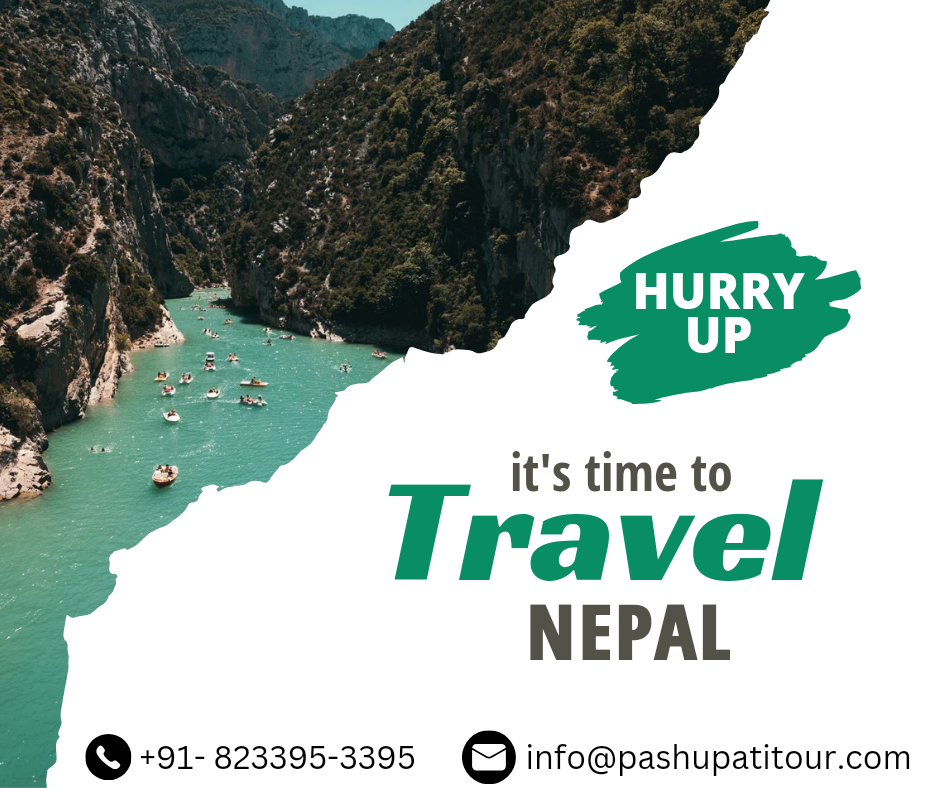 HURRY
UP
it's time to
Travel
NEPAL
+91- 823395-3395
info@pashupatitour.com